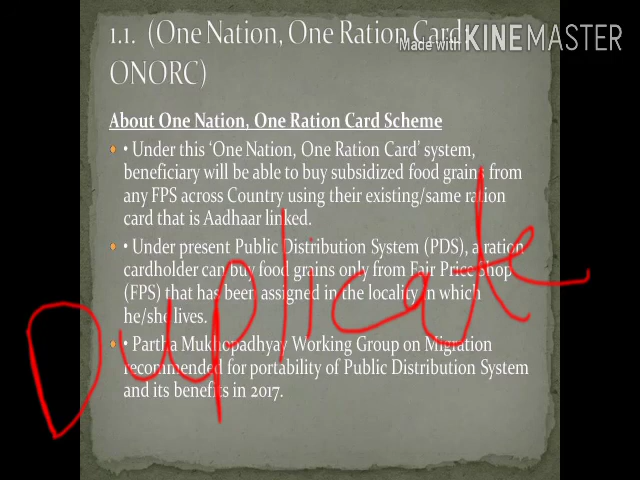 1.1. (One Nation, One Ration Card
ONORC)
Made with KINEMASTER
About One Nation, One Ration Card Scheme
• Under this ‘One Nation, One Ration Card’ system,
beneficiary will be able to buy subsidized food grains from
any FPS across Country using their existing/same ration
card that is Aadhaar linked.
• Under present Public Distribution System (PDS), a ration
cardholder can buy food grains only from Fair Price Shop
(FPS) that has been assigned in the locality in which
he/she lives.
• Partha Mukhopadhyay Working Group on Migration
recommended for portability of Public Distribution System
and its benefits in 2017.
Duplicate